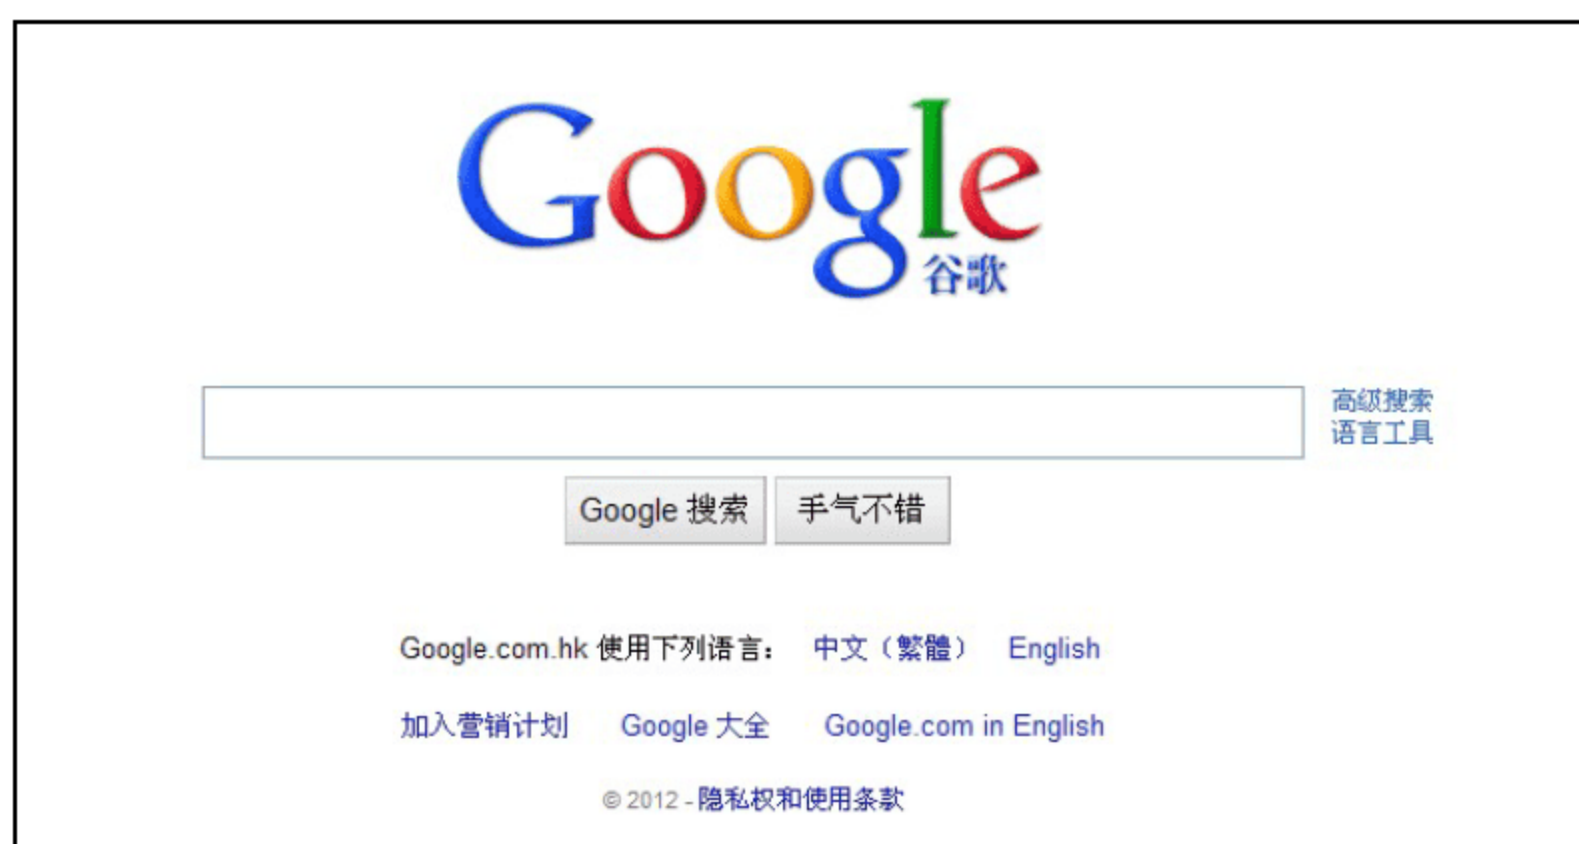 Google
谷歌
高级搜索
语言工具
Google 搜索 手气不错
Google.com.hk 使用下列语言： 中文（繁體） English
加入营销计划 Google 大全 Google.com in English
© 2012 - 隐私权和使用条款